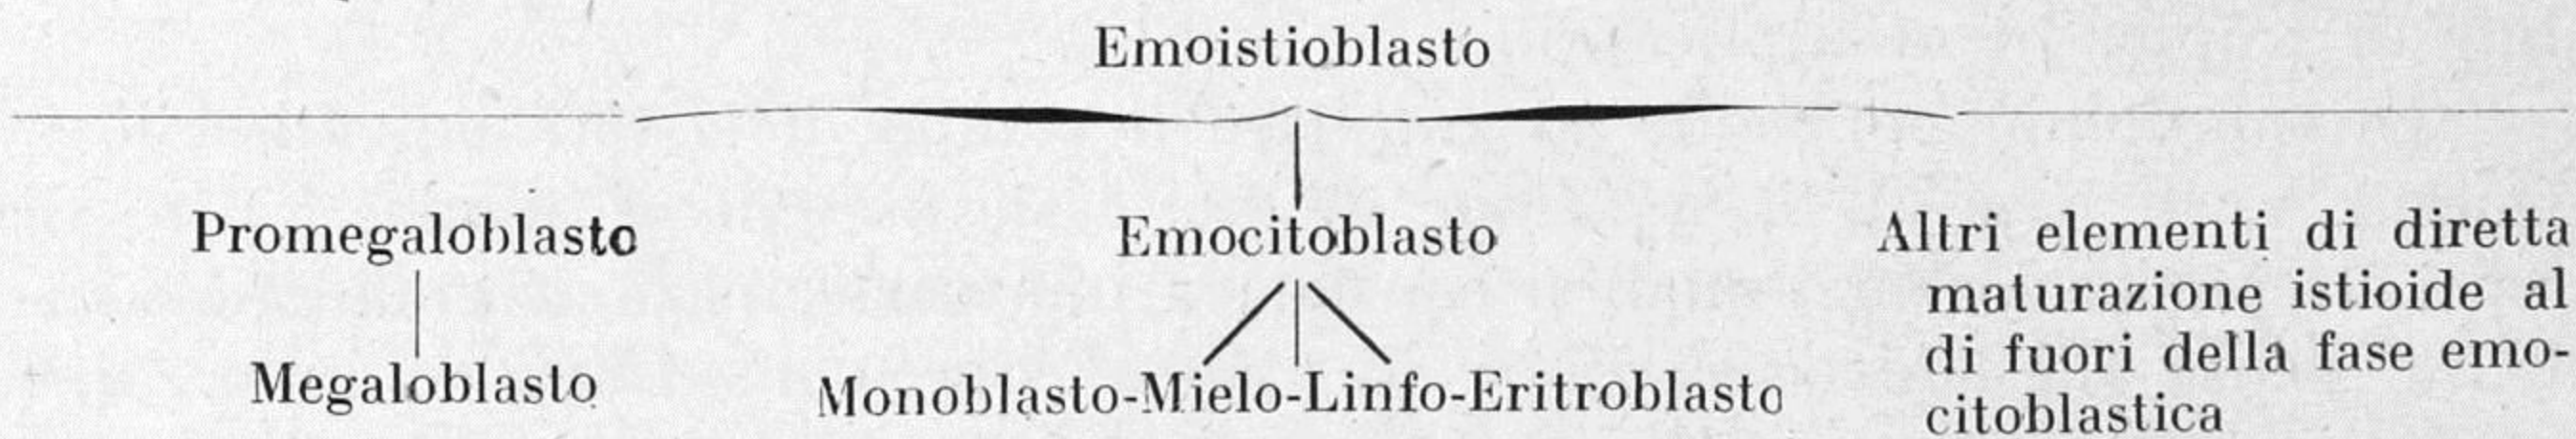 Emoistioblasto
Promegaloblasto
Emocitoblasto
Megaloblasto
Monoblasto-Mielo-Linfo-Eritroblasto
Altri elementi di diretta
maturazione istioide al
di fuori della fase emo-
citoblastica